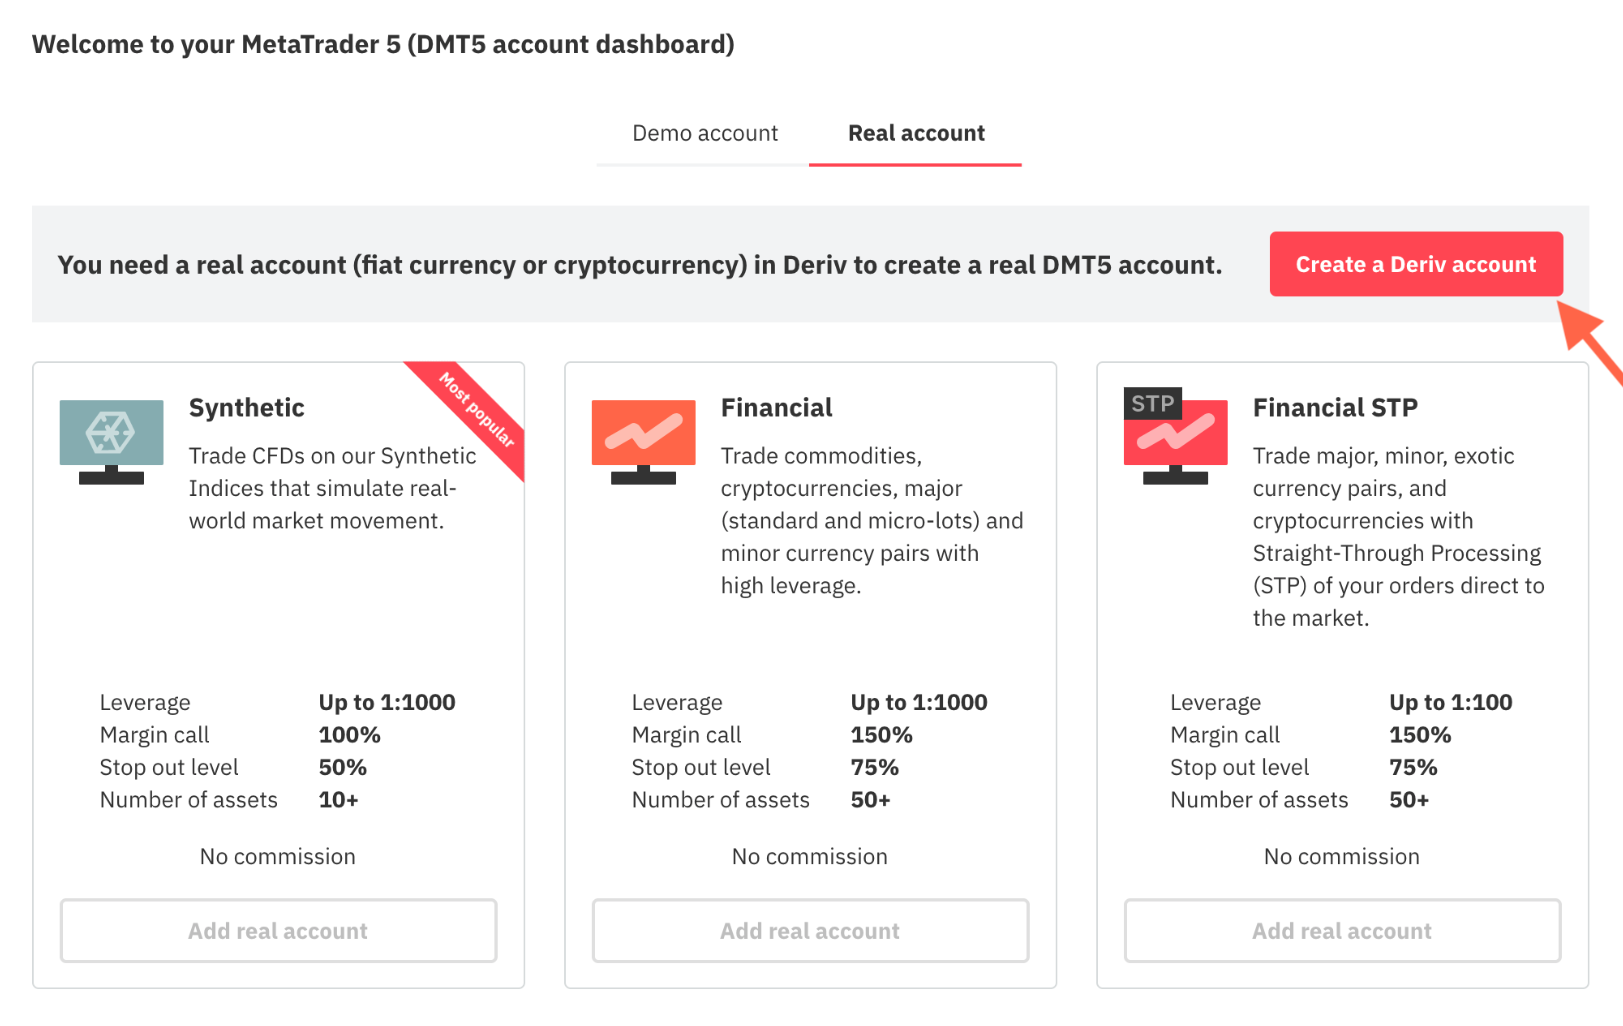 Welcome to your MetaTrader 5 (DMT5 account dashboard)
Demo account
Real account
You need a real account (fiat currency or cryptocurrency) in Deriv to create a real DMT5 account.
Create a Deriv account
Most popular
Synthetic
Trade CFDs on our Synthetic
Indices that simulate real-
world market movement.
Leverage Up to 1:1000
Margin call 100%
Stop out level 50%
Number of assets 10+
No commission
Add real account
Financial
Trade commodities,
cryptocurrencies, major
(standard and micro-lots) and
minor currency pairs with
high leverage.
Leverage Up to 1:1000
Margin call 150%
Stop out level 75%
Number of assets 50+
No commission
Add real account
STP
Financial STP
Trade major, minor, exotic
currency pairs, and
cryptocurrencies with
Straight-Through Processing
(STP) of your orders direct to
the market.
Leverage Up to 1:100
Margin call 150%
Stop out level 75%
Number of assets 50+
No commission
Add real account